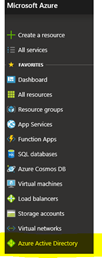 Microsoft Azure
Create a resource
All services
FAVORITES
Dashboard
All resources
Resource groups
App Services
Function Apps
SQL databases
Azure Cosmos DB
Virtual machines
Load balancers
Storage accounts
Virtual networks
Azure Active Directory